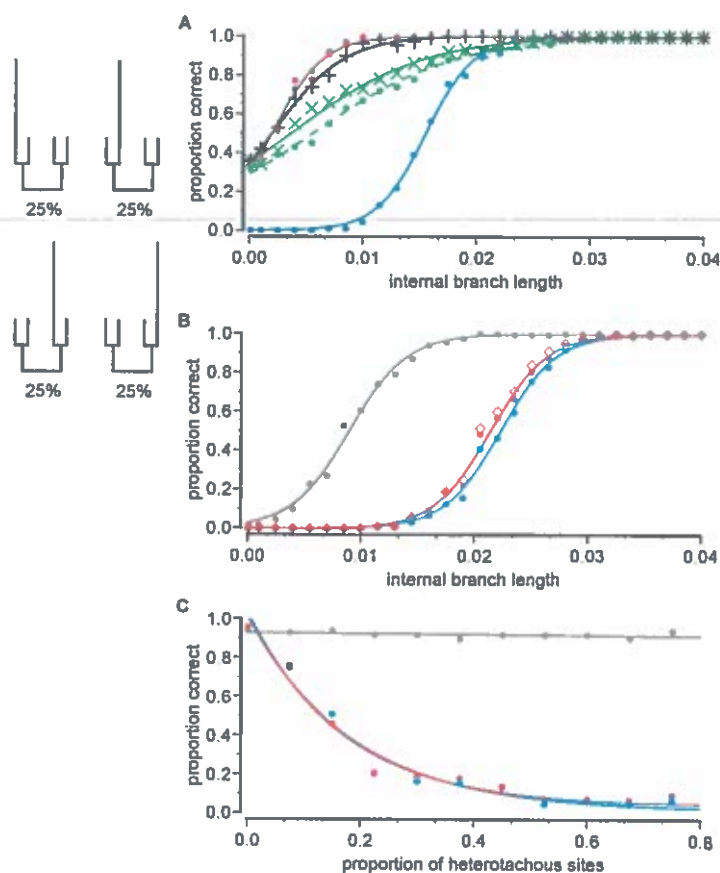 A
proportion correct
1.0
0.8
0.6
0.4
0.2
0.0
0.00 0.01 0.02 0.03 0.04
internal branch length
25% 25%
25% 25%
B
proportion correct
1.0
0.8
0.6
0.4
0.2
0.0
0.00 0.01 0.02 0.03 0.04
internal branch length
C
proportion correct
1.0
0.8
0.6
0.4
0.2
0.0
0.0 0.2 0.4 0.6 0.8
proportion of heterotachous sites